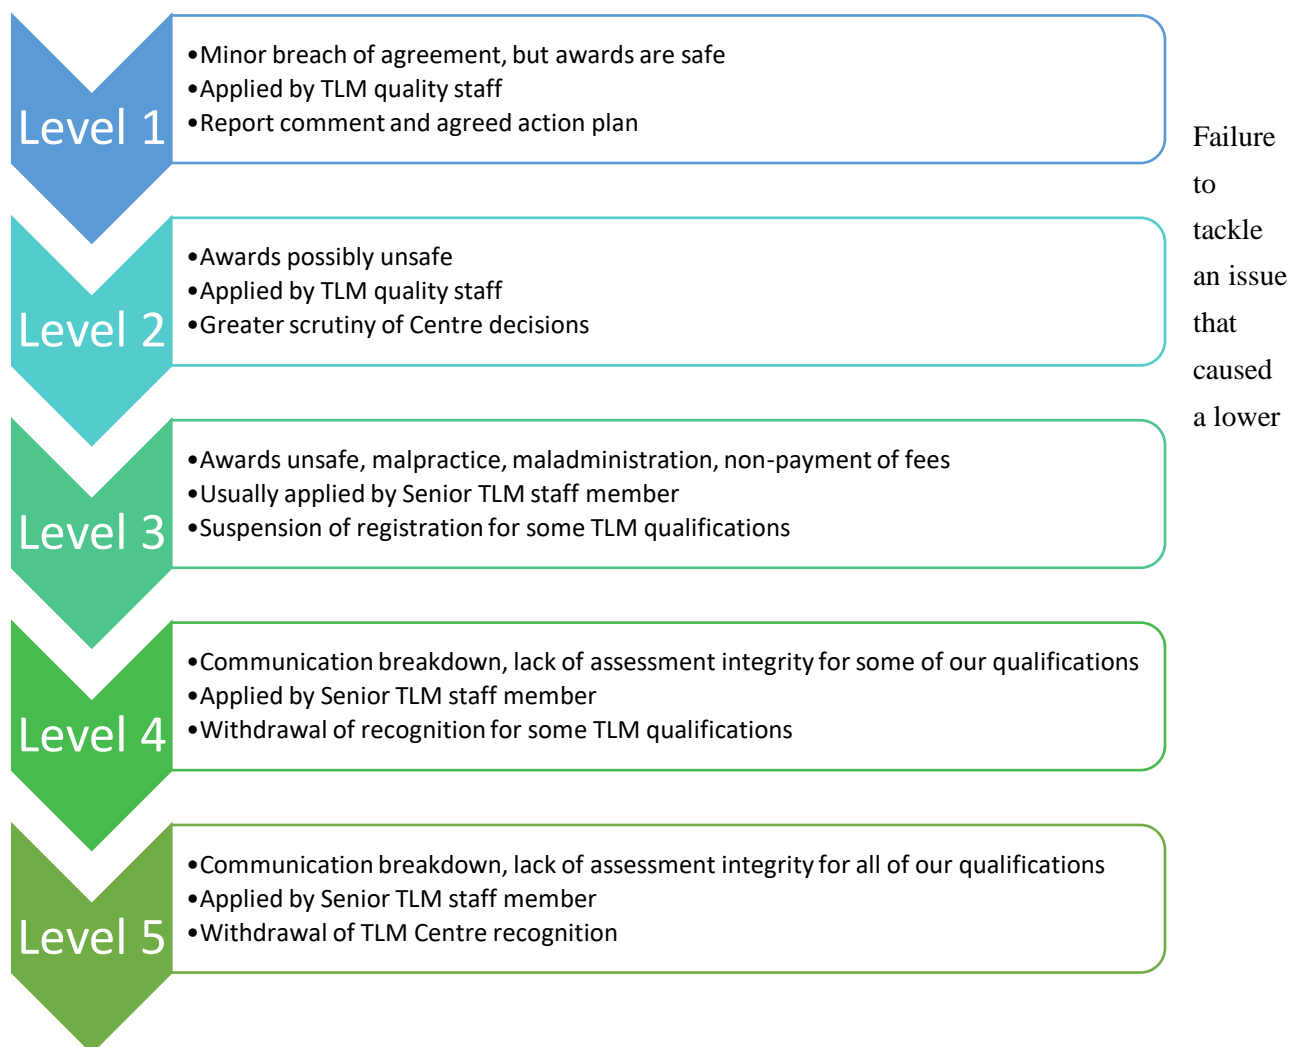 Level 1
•Minor breach of agreement, but awards are safe
•Applied by TLM quality staff
•Report comment and agreed action plan
Level 2
•Awards possibly unsafe
•Applied by TLM quality staff
•Greater scrutiny of Centre decisions
Level 3
•Awards unsafe, malpractice, maladministration, non-payment of fees
•Usually applied by Senior TLM staff member
•Suspension of registration for some TLM qualifications
Level 4
•Communication breakdown, lack of assessment integrity for some of our qualifications
•Applied by Senior TLM staff member
•Withdrawal of recognition for some TLM qualifications
Level 5
•Communication breakdown, lack of assessment integrity for all of our qualifications
•Applied by Senior TLM staff member
•Withdrawal of TLM Centre recognition
Failure
to
tackle
an issue
that
caused
a lower